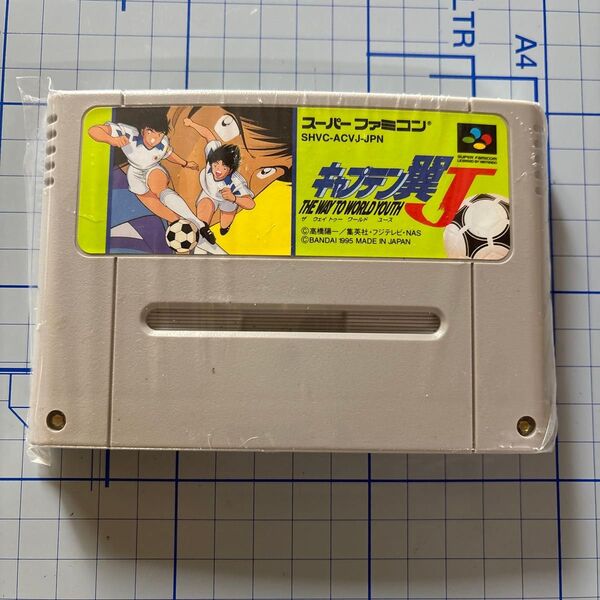 LTR
A4
スーパーファミコン®
SHVC-ACVJ-JPN
SUPER FAMICOM
LICENSED BY NINTENDO
キャプテン翼J
THE WAY TO WORLD YOUTH
ザ ウェイ トゥー ワールド ユース
©高橋陽一/集英社・フジテレビ・NAS
©BANDAI 1995 MADE IN JAPAN